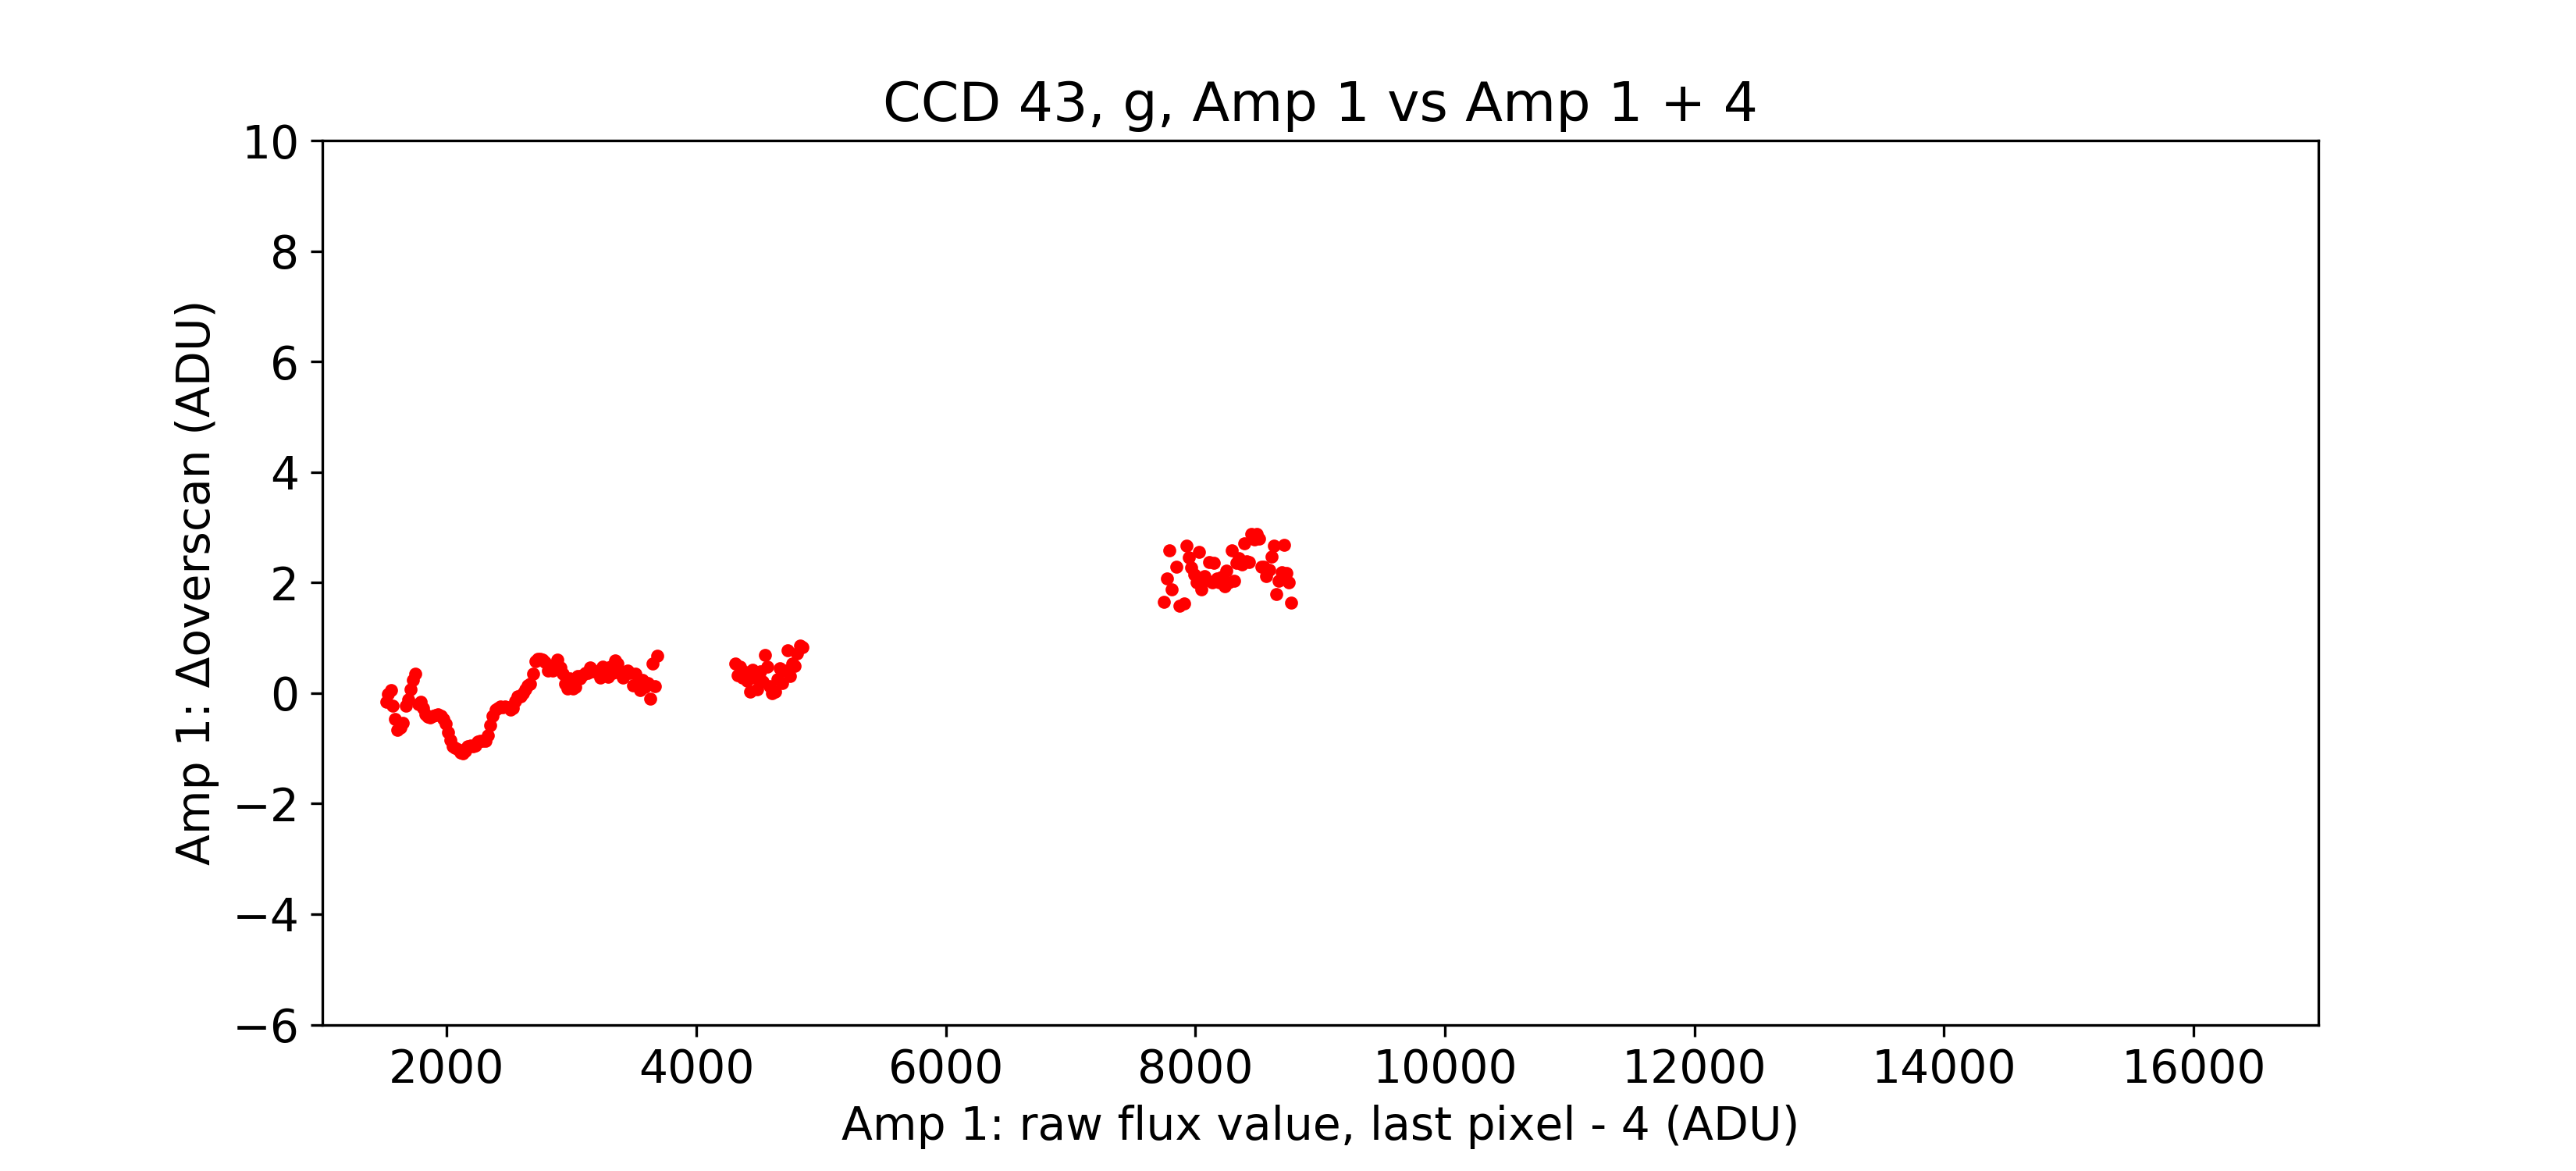 CCD 43, g, Amp 1 vs Amp 1 + 4
10
8
6
4
2
0
−2
−4
−6
Amp 1: Δoverscan (ADU)
2000 4000 6000 8000 10000 12000 14000 16000
Amp 1: raw flux value, last pixel - 4 (ADU)